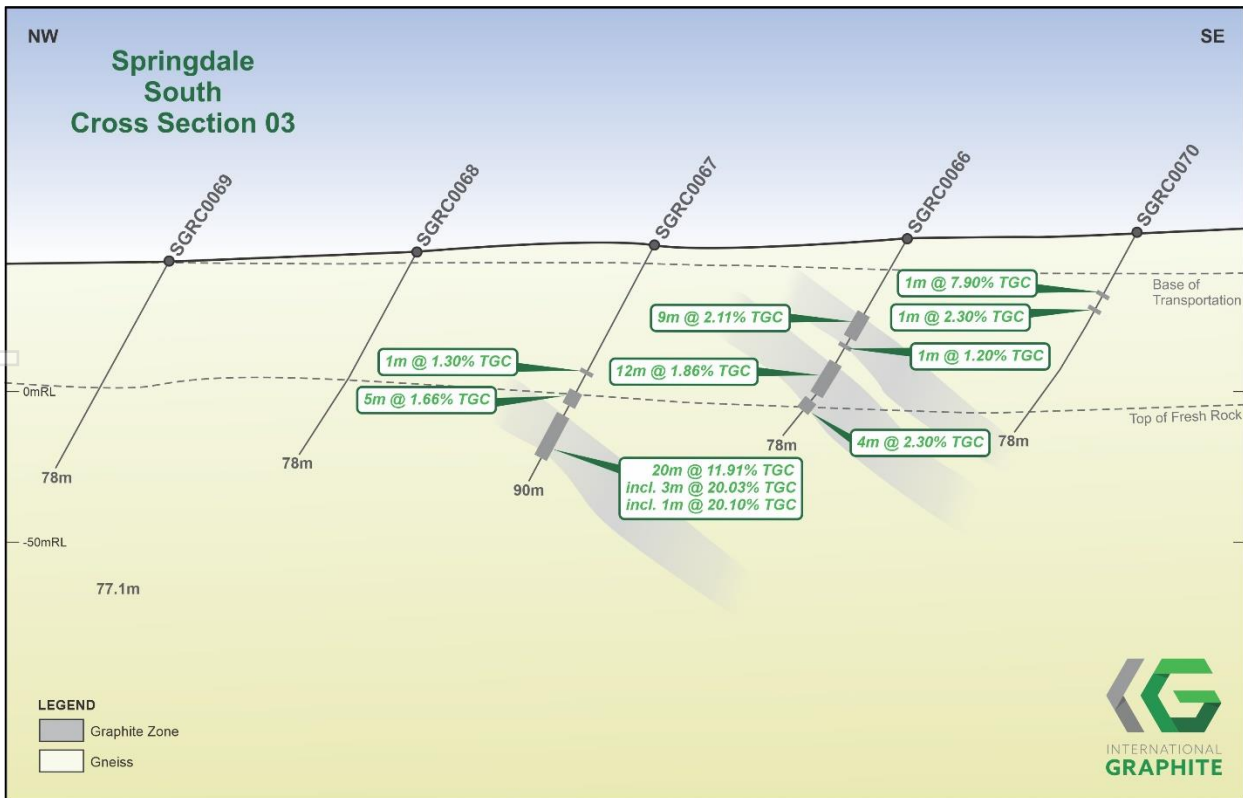 NW
SE
Springdale
South
Cross Section 03
SGRC0069
SGRC0068
SGRC0067
SGRC0066
SGRC0070
1m @ 7.90% TGC
Base of
Transportation
9m @ 2.11% TGC
1m @ 2.30% TGC
1m @ 1.30% TGC
12m @ 1.86% TGC
1m @ 1.20% TGC
0mRL
5m @ 1.66% TGC
Top of Fresh Rock
78m
78m
90m
78m
4m @ 2.30% TGC
78m
20m @ 11.91% TGC
incl. 3m @ 20.03% TGC
incl. 1m @ 20.10% TGC
-50mRL
77.1m
LEGEND
Graphite Zone
Gneiss
INTERNATIONAL
GRAPHITE